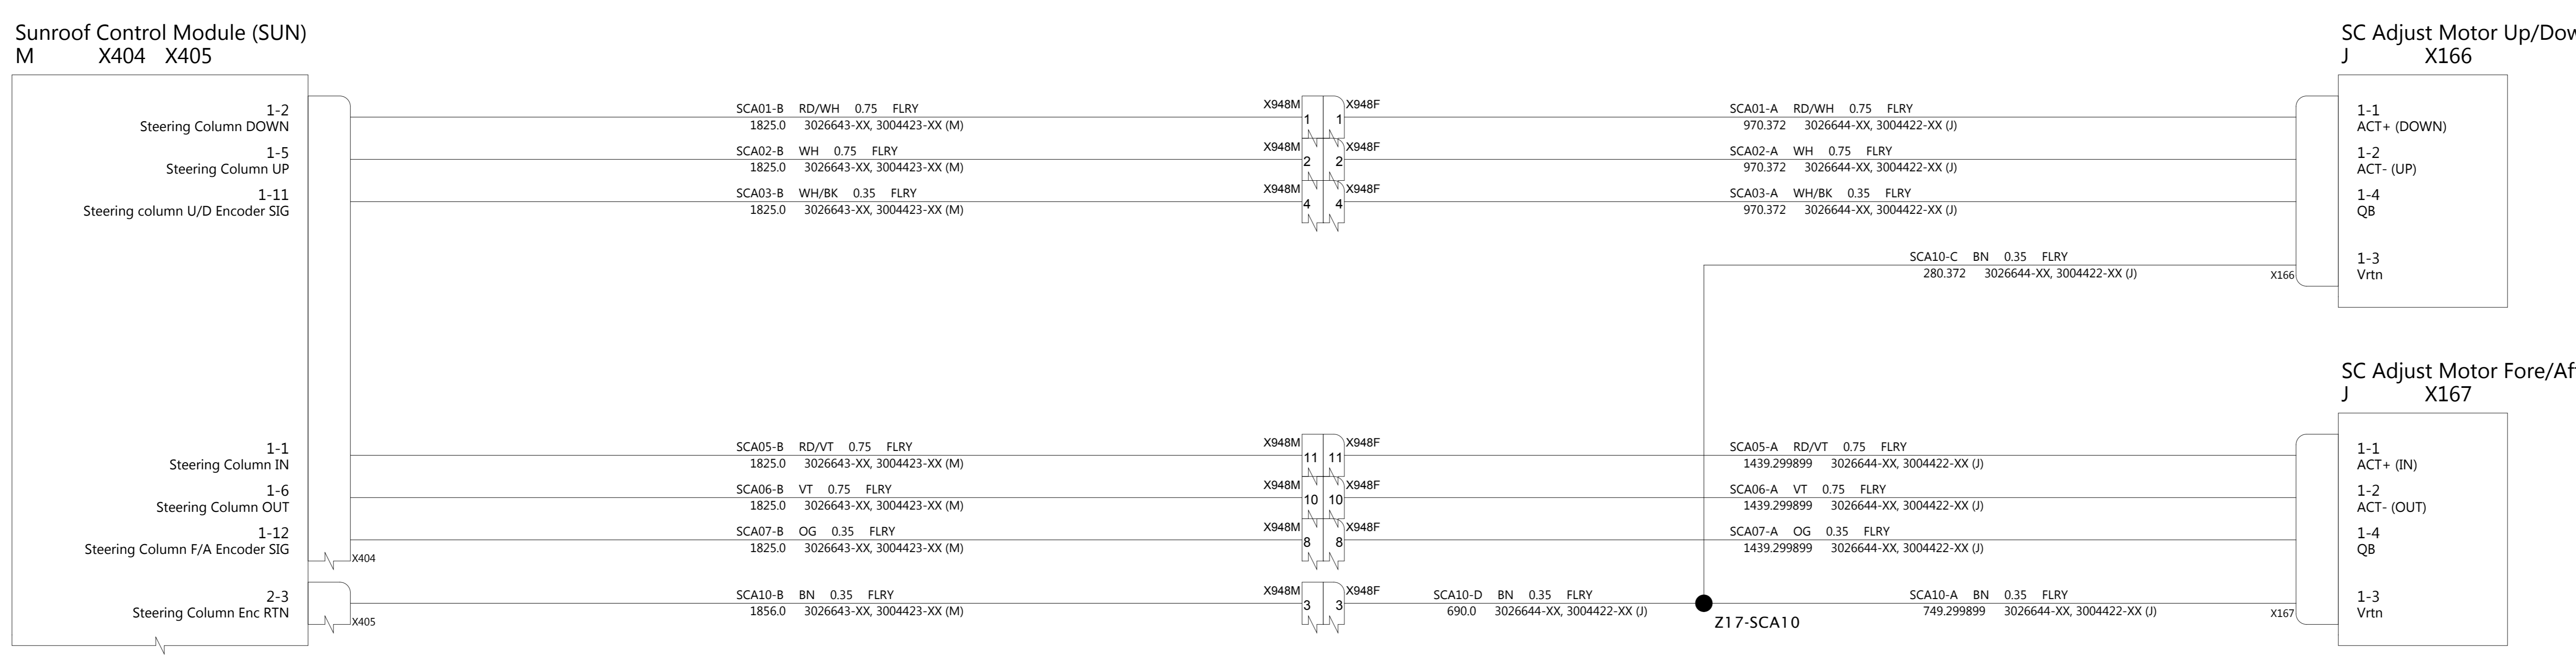 Sunroof Control Module (SUN)
M X404 X405
SC Adjust Motor Up/Dow
J X166
1-2
Steering Column DOWN
SCA01-B RD/WH 0.75 FLRY
1825.0 3026643-XX, 3004423-XX (M)
X948M 1 1 X948F
SCA01-A RD/WH 0.75 FLRY
970.372 3026644-XX, 3004422-XX (J)
1-1
ACT+ (DOWN)
1-5
Steering Column UP
SCA02-B WH 0.75 FLRY
1825.0 3026643-XX, 3004423-XX (M)
X948M 2 2 X948F
SCA02-A WH 0.75 FLRY
970.372 3026644-XX, 3004422-XX (J)
1-2
ACT- (UP)
1-11
Steering column U/D Encoder SIG
SCA03-B WH/BK 0.35 FLRY
1825.0 3026643-XX, 3004423-XX (M)
X948M 4 4 X948F
SCA03-A WH/BK 0.35 FLRY
970.372 3026644-XX, 3004422-XX (J)
1-4
QB
SCA10-C BN 0.35 FLRY
280.372 3026644-XX, 3004422-XX (J)
X166
1-3
Vrtn
SC Adjust Motor Fore/Af
J X167
1-1
Steering Column IN
SCA05-B RD/VT 0.75 FLRY
1825.0 3026643-XX, 3004423-XX (M)
X948M 11 11 X948F
SCA05-A RD/VT 0.75 FLRY
1439.299899 3026644-XX, 3004422-XX (J)
1-1
ACT+ (IN)
1-6
Steering Column OUT
SCA06-B VT 0.75 FLRY
1825.0 3026643-XX, 3004423-XX (M)
X948M 10 10 X948F
SCA06-A VT 0.75 FLRY
1439.299899 3026644-XX, 3004422-XX (J)
1-2
ACT- (OUT)
1-12
Steering Column F/A Encoder SIG
X404
SCA07-B OG 0.35 FLRY
1825.0 3026643-XX, 3004423-XX (M)
X948M 8 8 X948F
SCA07-A OG 0.35 FLRY
1439.299899 3026644-XX, 3004422-XX (J)
1-4
QB
2-3
Steering Column Enc RTN
X405
SCA10-B BN 0.35 FLRY
1856.0 3026643-XX, 3004423-XX (M)
X948M 3 3 X948F
SCA10-D BN 0.35 FLRY
690.0 3026644-XX, 3004422-XX (J)
Z17-SCA10
SCA10-A BN 0.35 FLRY
749.299899 3026644-XX, 3004422-XX (J)
X167
1-3
Vrtn